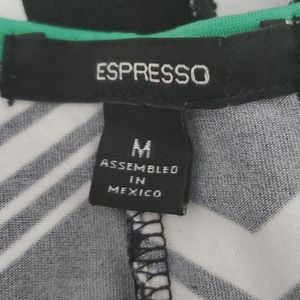 ESPRESSO
M
ASSEMBLED
IN
MEXICO